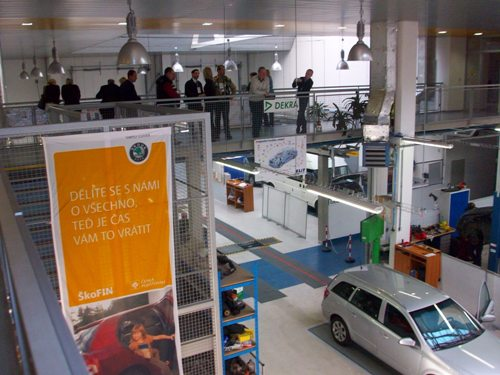 DĚLÍTE SE S NÁMI
O VŠECHNO,
TEĎ JE ČAS
VÁM TO VRÁTIT
ŠkoFIN
DEKRA